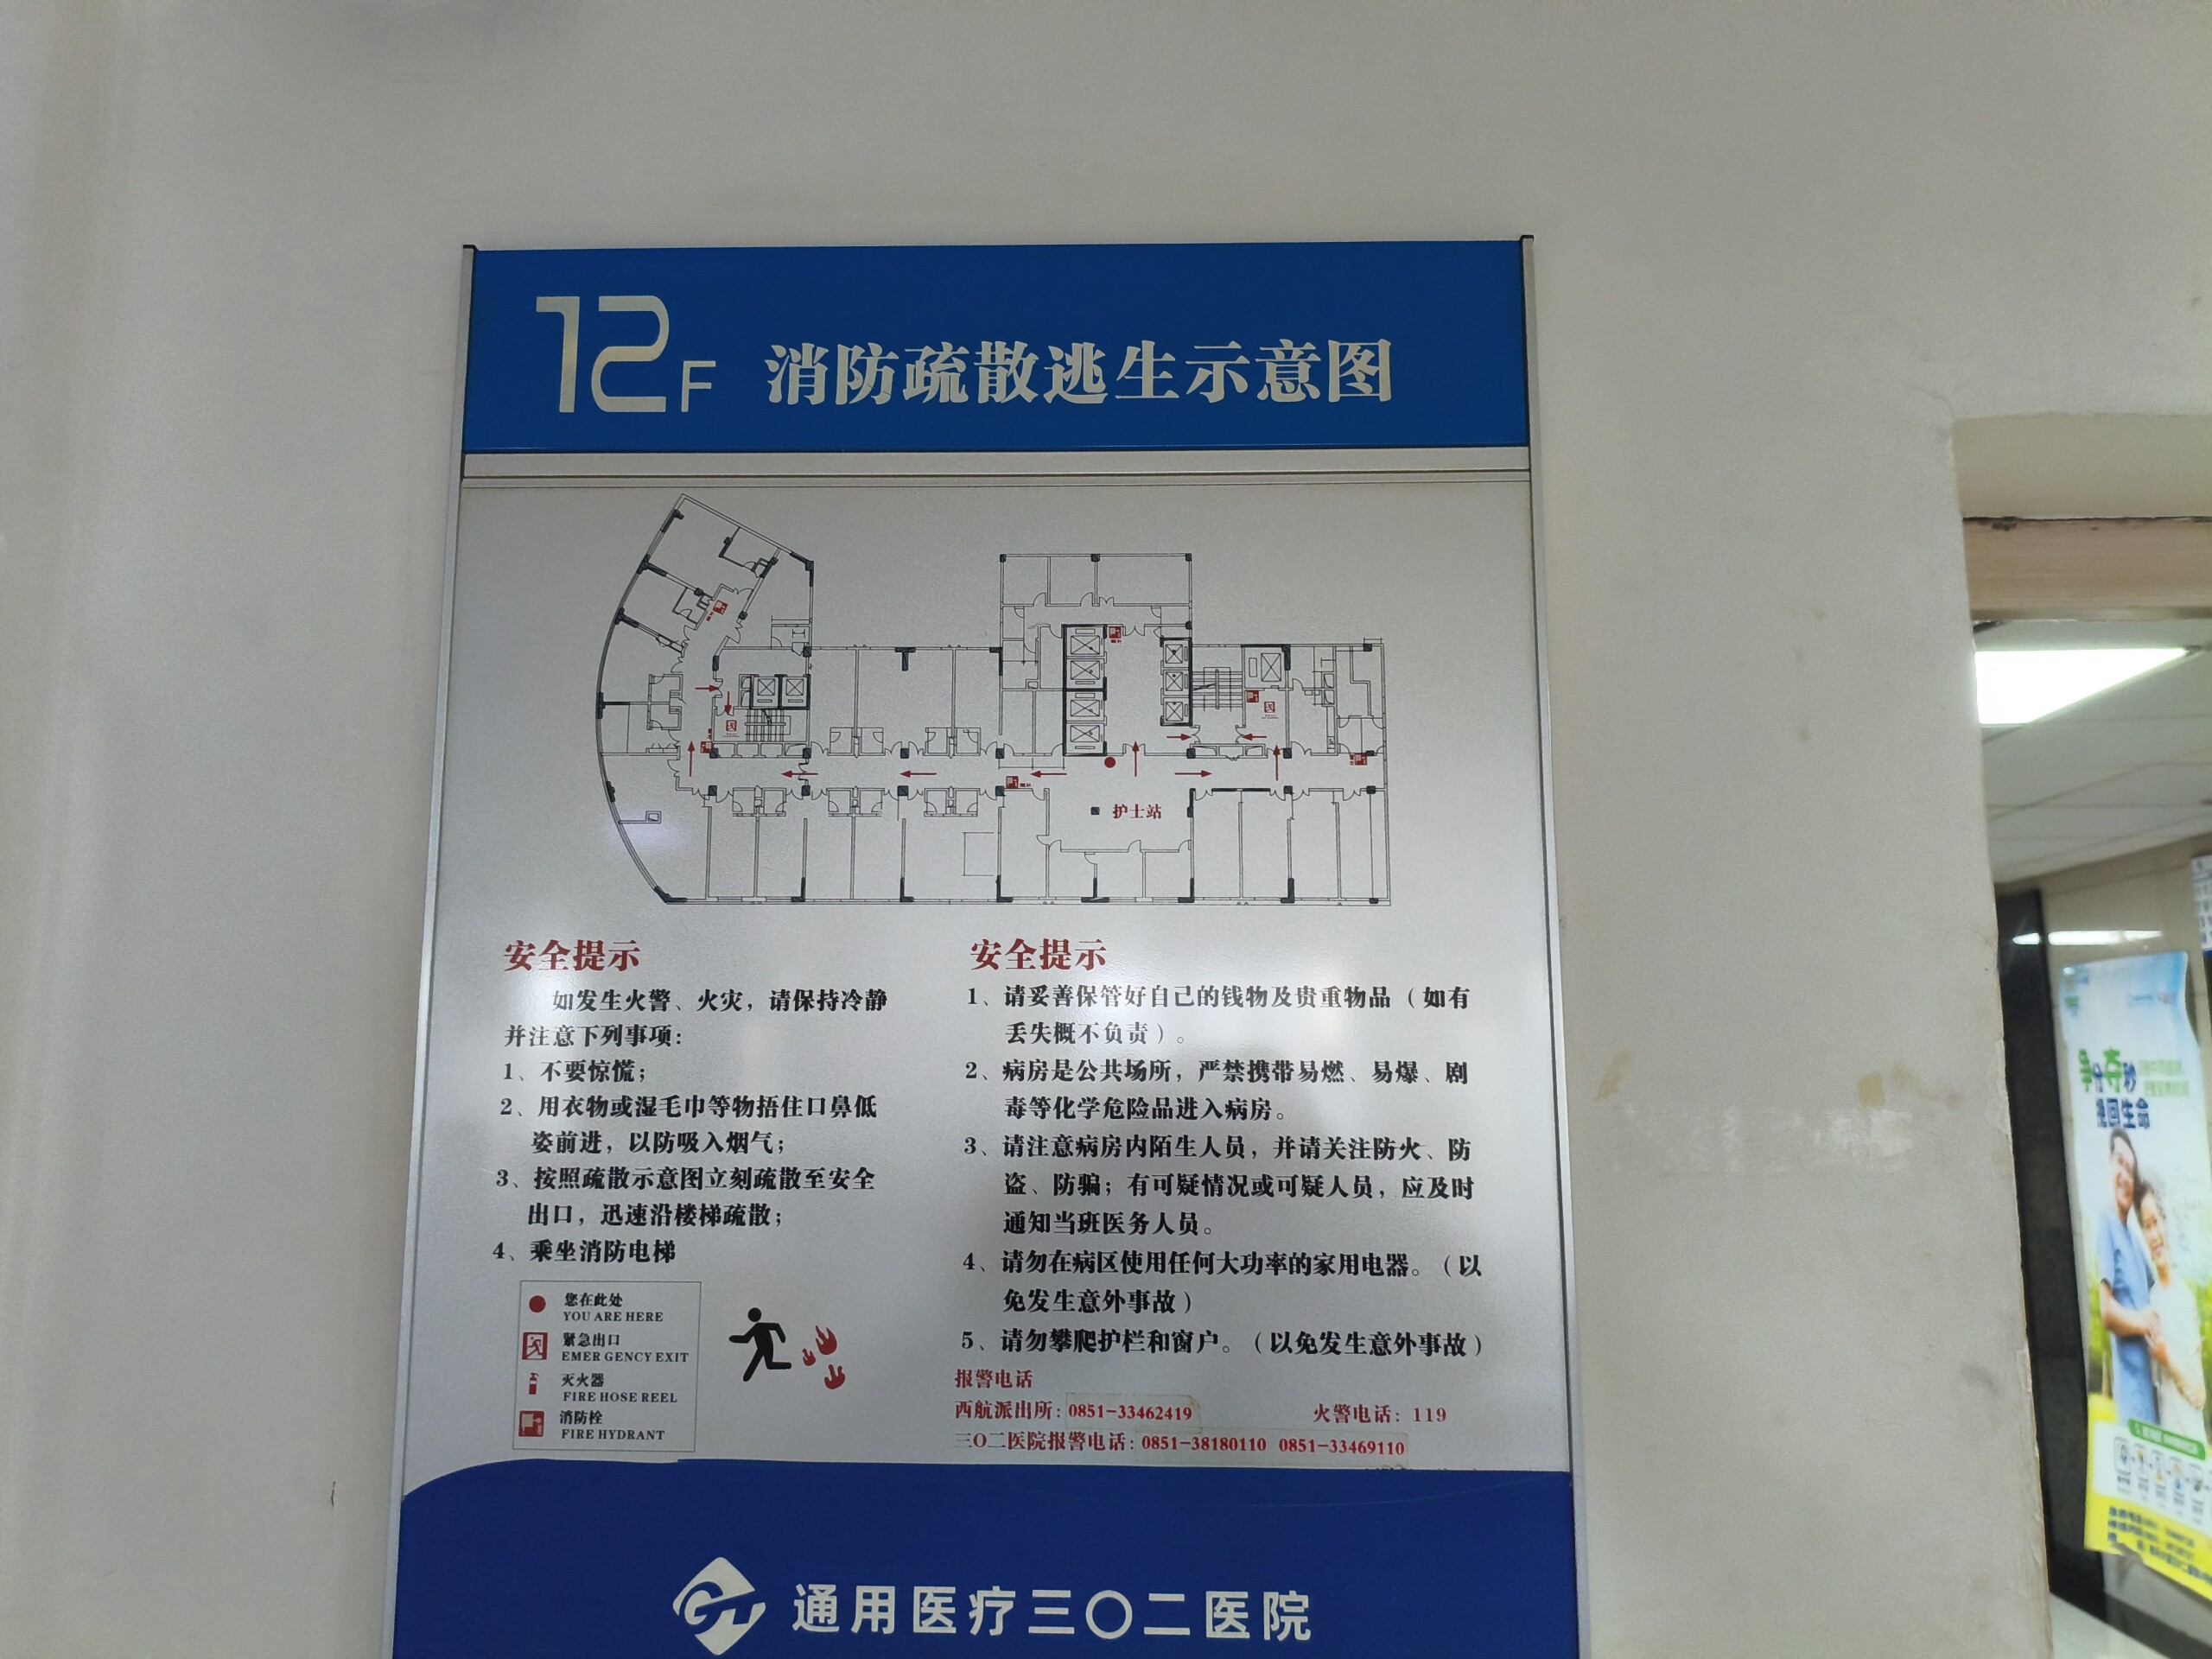 12F 消防疏散逃生示意图
护士站
安全提示
如发生火警、火灾，请保持冷静
并注意下列事项：
1、不要惊慌；
2、用衣物或湿毛巾等物捂住口鼻低
姿前进，以防吸入烟气；
3、按照疏散示意图立刻疏散至安全
出口，迅速沿楼梯疏散；
4、乘坐消防电梯
您在此处
YOU ARE HERE
紧急出口
EMER GENCY EXIT
灭火器
FIRE HOSE REEL
消防栓
FIRE HYDRANT
安全提示
1、请妥善保管好自己的钱物及贵重物品（如有
丢失概不负责）。
2、病房是公共场所，严禁携带易燃、易爆、剧
毒等化学危险品进入病房。
3、请注意病房内陌生人员，并请关注防火、防
盗、防骗；有可疑情况或可疑人员，应及时
通知当班医务人员。
4、请勿在病区使用任何大功率的家用电器。（以
免发生意外事故）
5、请勿攀爬护栏和窗户。（以免发生意外事故）
报警电话
西航派出所：0851-33462419 火警电话：119
三〇二医院报警电话：0851-38180110 0851-33469110
通用医疗三〇二医院
争分夺秒
挽回生命